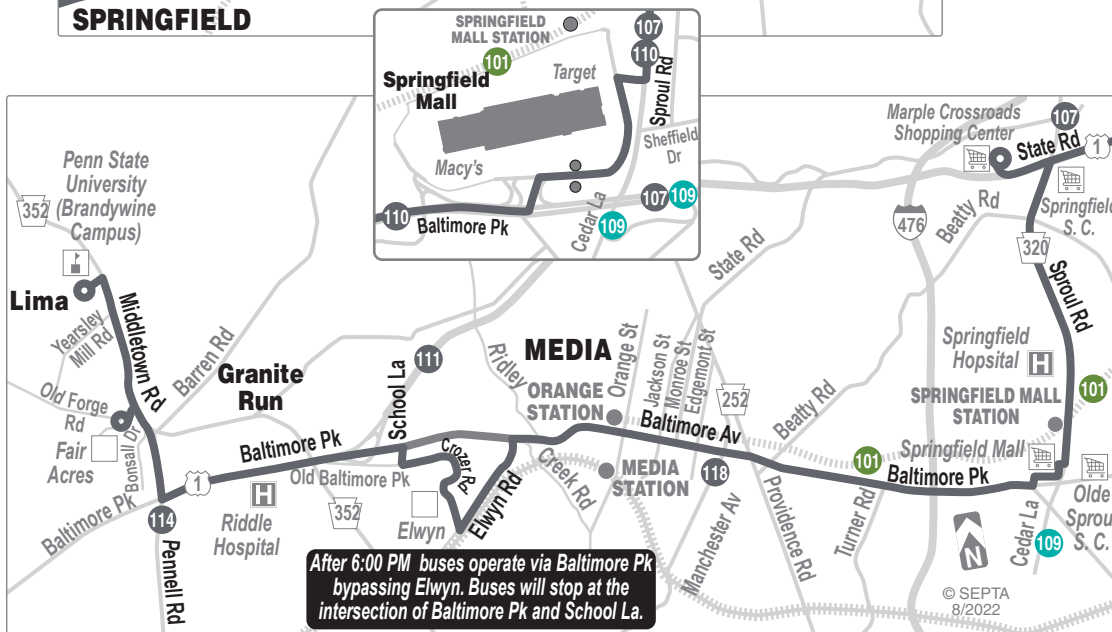 SPRINGFIELD
SPRINGFIELD
MALL STATION
101
107
110
Springfield
Mall
Target
Sproul Rd
Macy's
Sheffield
Dr
110
Baltimore Pk
Cedar La
109
107
109
Marple Crossroads
Shopping Center
107
State Rd
1
Penn State
University
(Brandywine
Campus)
352
Lima
Yearsley
Mill Rd
Middletown Rd
Barren Rd
Old Forge
Rd
Fair
Acres
Bonsall Dr
Granite
Run
Baltimore Pk
1
Baltimore Pk
114
Pennell Rd
H
Riddle
Hospital
Old Baltimore Pk
352
School La
111
Crozer Rd
Elwyn
Elwyn Rd
Ridley
Creek Rd
MEDIA
ORANGE
STATION
Orange St
Jackson St
Monroe St
Edgemont St
252
Baltimore Av
MEDIA
STATION
118
Manchester Av
Providence Rd
State Rd
Beatty Rd
Turner Rd
101
476
Beatty Rd
Springfield
S. C.
320
Sproul Rd
Springfield
Hopsital
H
101
SPRINGFIELD MALL
STATION
Springfield Mall
Baltimore Pk
Olde
Sproul
S. C.
Cedar La
109
N
After 6:00 PM buses operate via Baltimore Pk
bypassing Elwyn. Buses will stop at the
intersection of Baltimore Pk and School La.
© SEPTA
8/2022